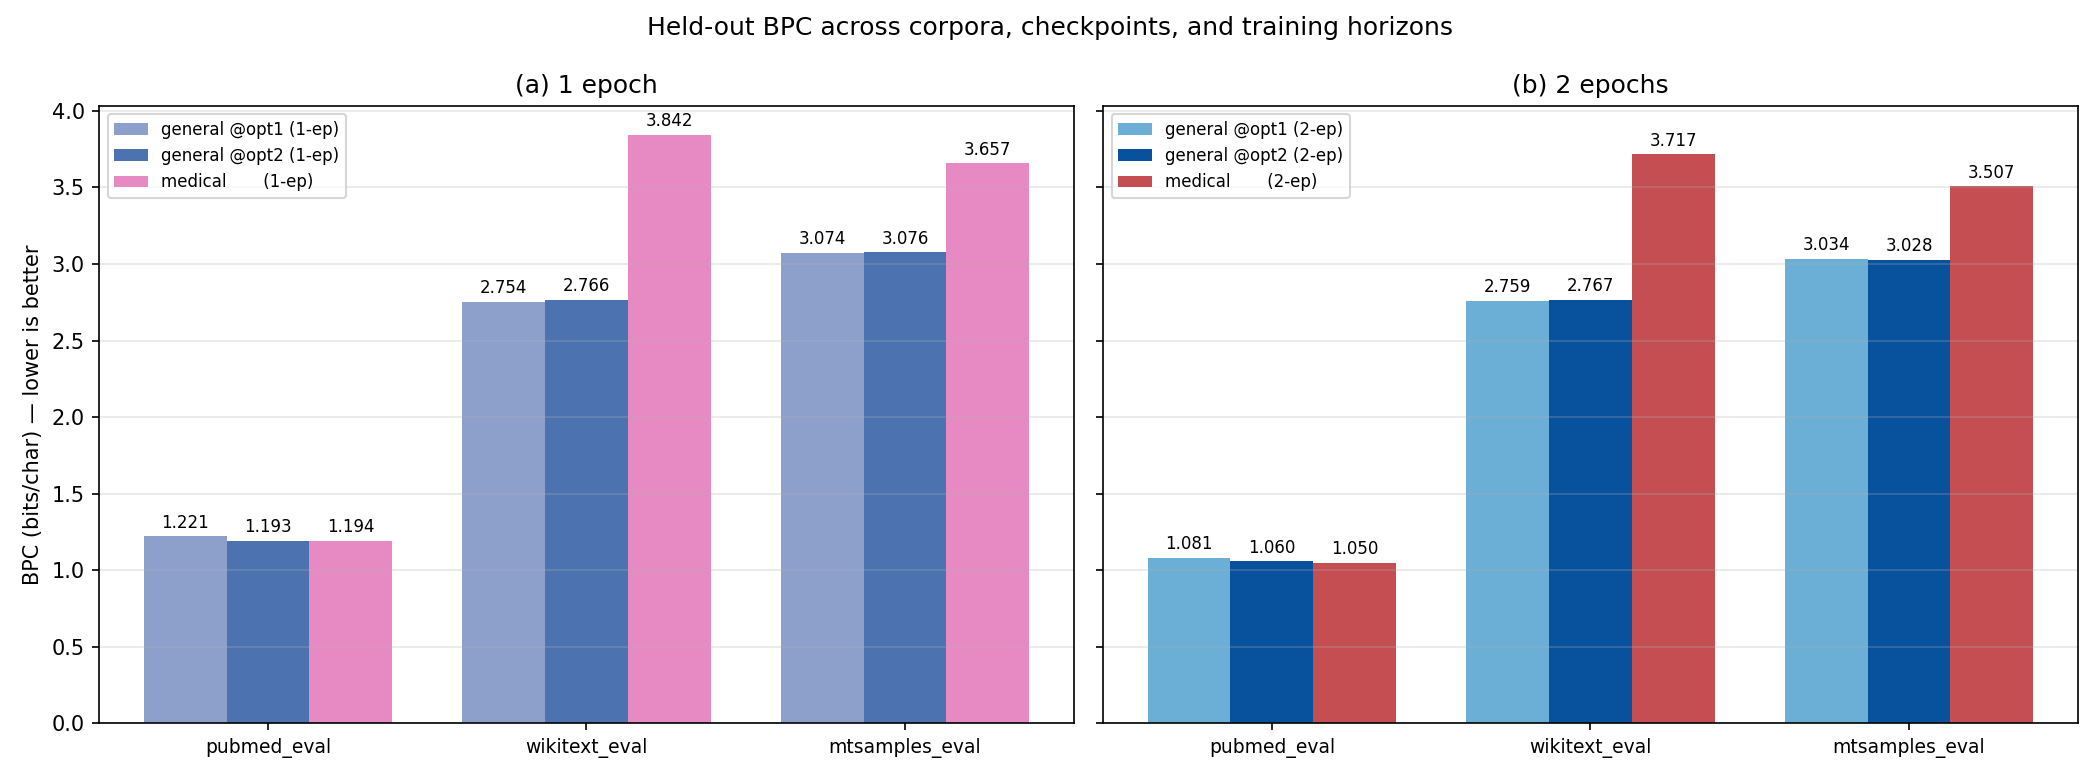 Held-out BPC across corpora, checkpoints, and training horizons
(a) 1 epoch
BPC (bits/char) — lower is better
4.0
3.5
3.0
2.5
2.0
1.5
1.0
0.5
0.0
general @opt1 (1-ep)
general @opt2 (1-ep)
medical (1-ep)
1.221
1.193
1.194
2.754
2.766
3.842
3.074
3.076
3.657
pubmed_eval
wikitext_eval
mtsamples_eval
(b) 2 epochs
general @opt1 (2-ep)
general @opt2 (2-ep)
medical (2-ep)
1.081
1.060
1.050
2.759
2.767
3.717
3.034
3.028
3.507
pubmed_eval
wikitext_eval
mtsamples_eval